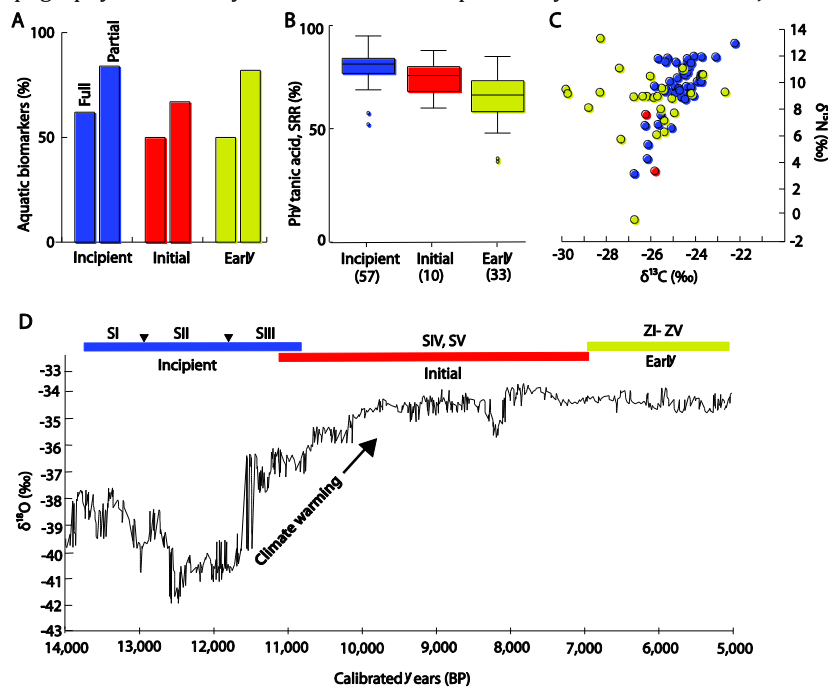 A
100
50
0
Aquatic biomarkers (%)
Full
Partial
Incipient
Initial
Early
B
100
50
0
Phytanic acid, SRR (%)
Incipient
(57)
Initial
(10)
Early
(33)
C
14
12
10
8
6
4
2
0
-2
δ¹⁵N (‰)
-30
-28
-26
-24
-22
δ¹³C (‰)
D
SI
SII
SIII
SIV, SV
ZI- ZV
Incipient
Initial
Early
-33
-34
-35
-36
-37
-38
-39
-40
-41
-42
-43
δ¹⁸O (‰)
Climate warming
14,000
13,000
12,000
11,000
10,000
9,000
8,000
7,000
6,000
5,000
Calibrated years (BP)